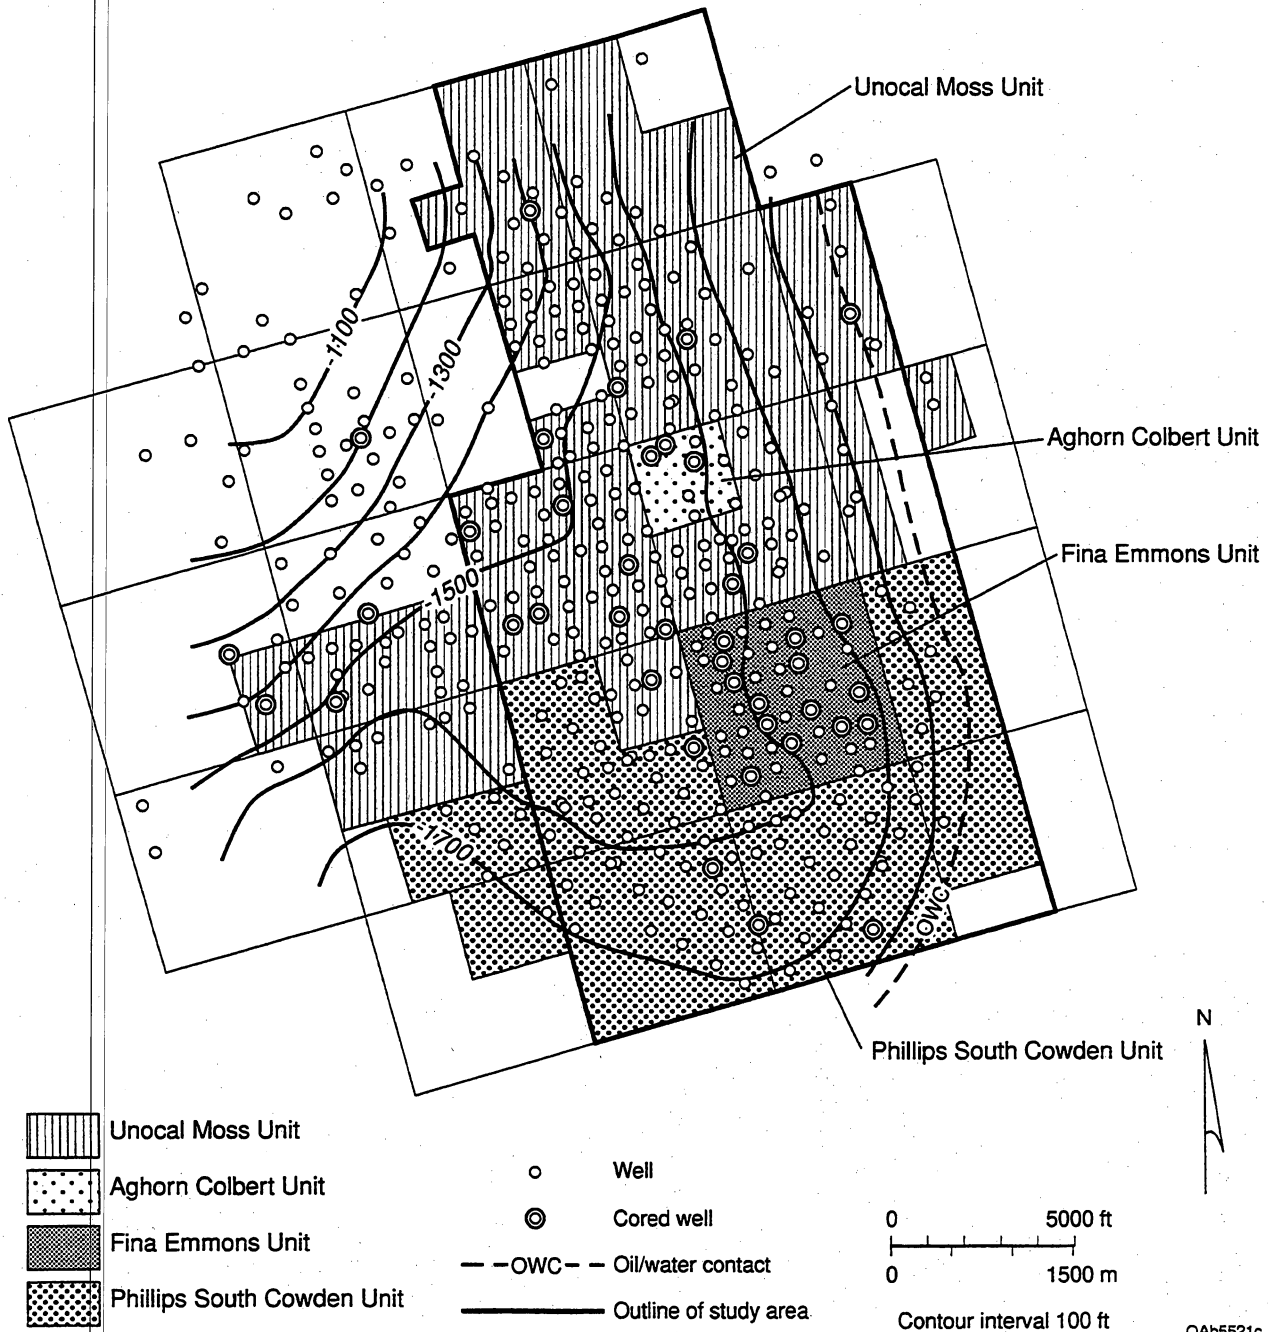 Unocal Moss Unit
-1100
-1300
Aghorn Colbert Unit
Fina Emmons Unit
-1500
-1700
OWC
Phillips South Cowden Unit
N
Unocal Moss Unit
Aghorn Colbert Unit
Fina Emmons Unit
Phillips South Cowden Unit
Well
Cored well
OWC
Oil/water contact
Outline of study area
0 5000 ft
0 1500 m
Contour interval 100 ft